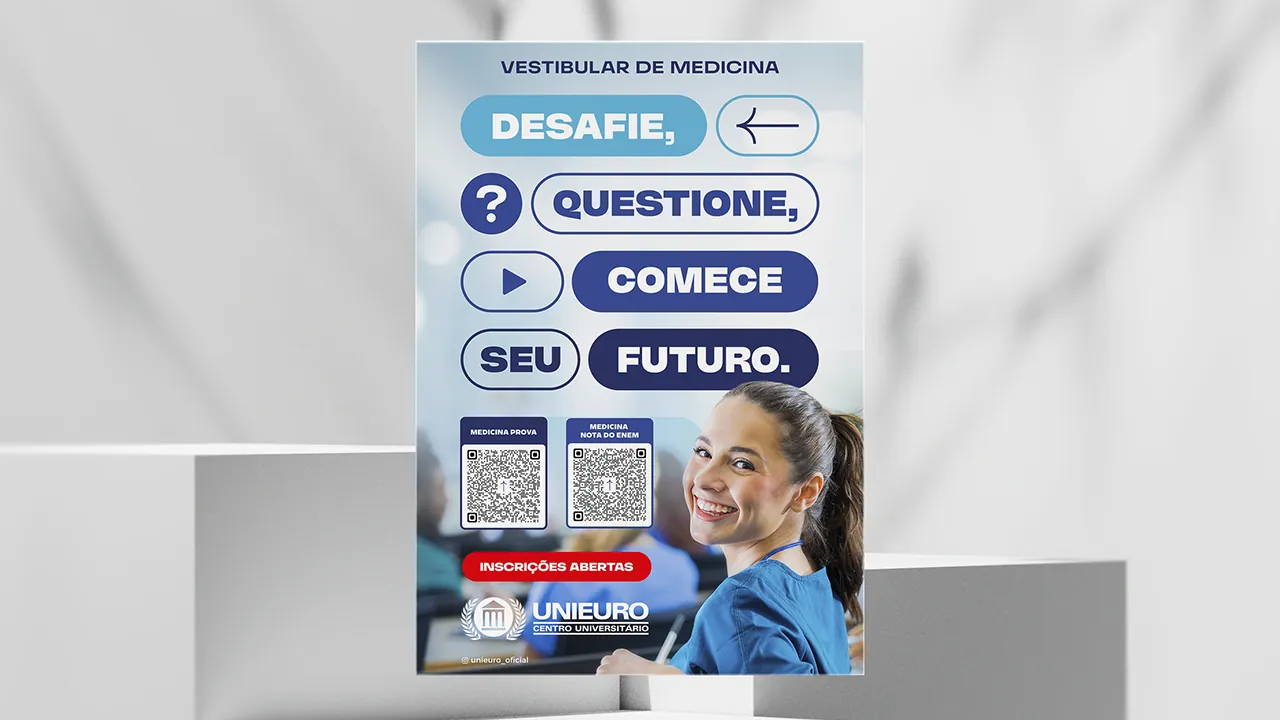 VESTIBULAR DE MEDICINA
DESAFIE,
? QUESTIONE,
COMECE
SEU FUTURO.
MEDICINA PROVA
MEDICINA
NOTA DO ENEM
INSCRIÇÕES ABERTAS
UNIEURO
CENTRO UNIVERSITÁRIO
unieuro_oficial